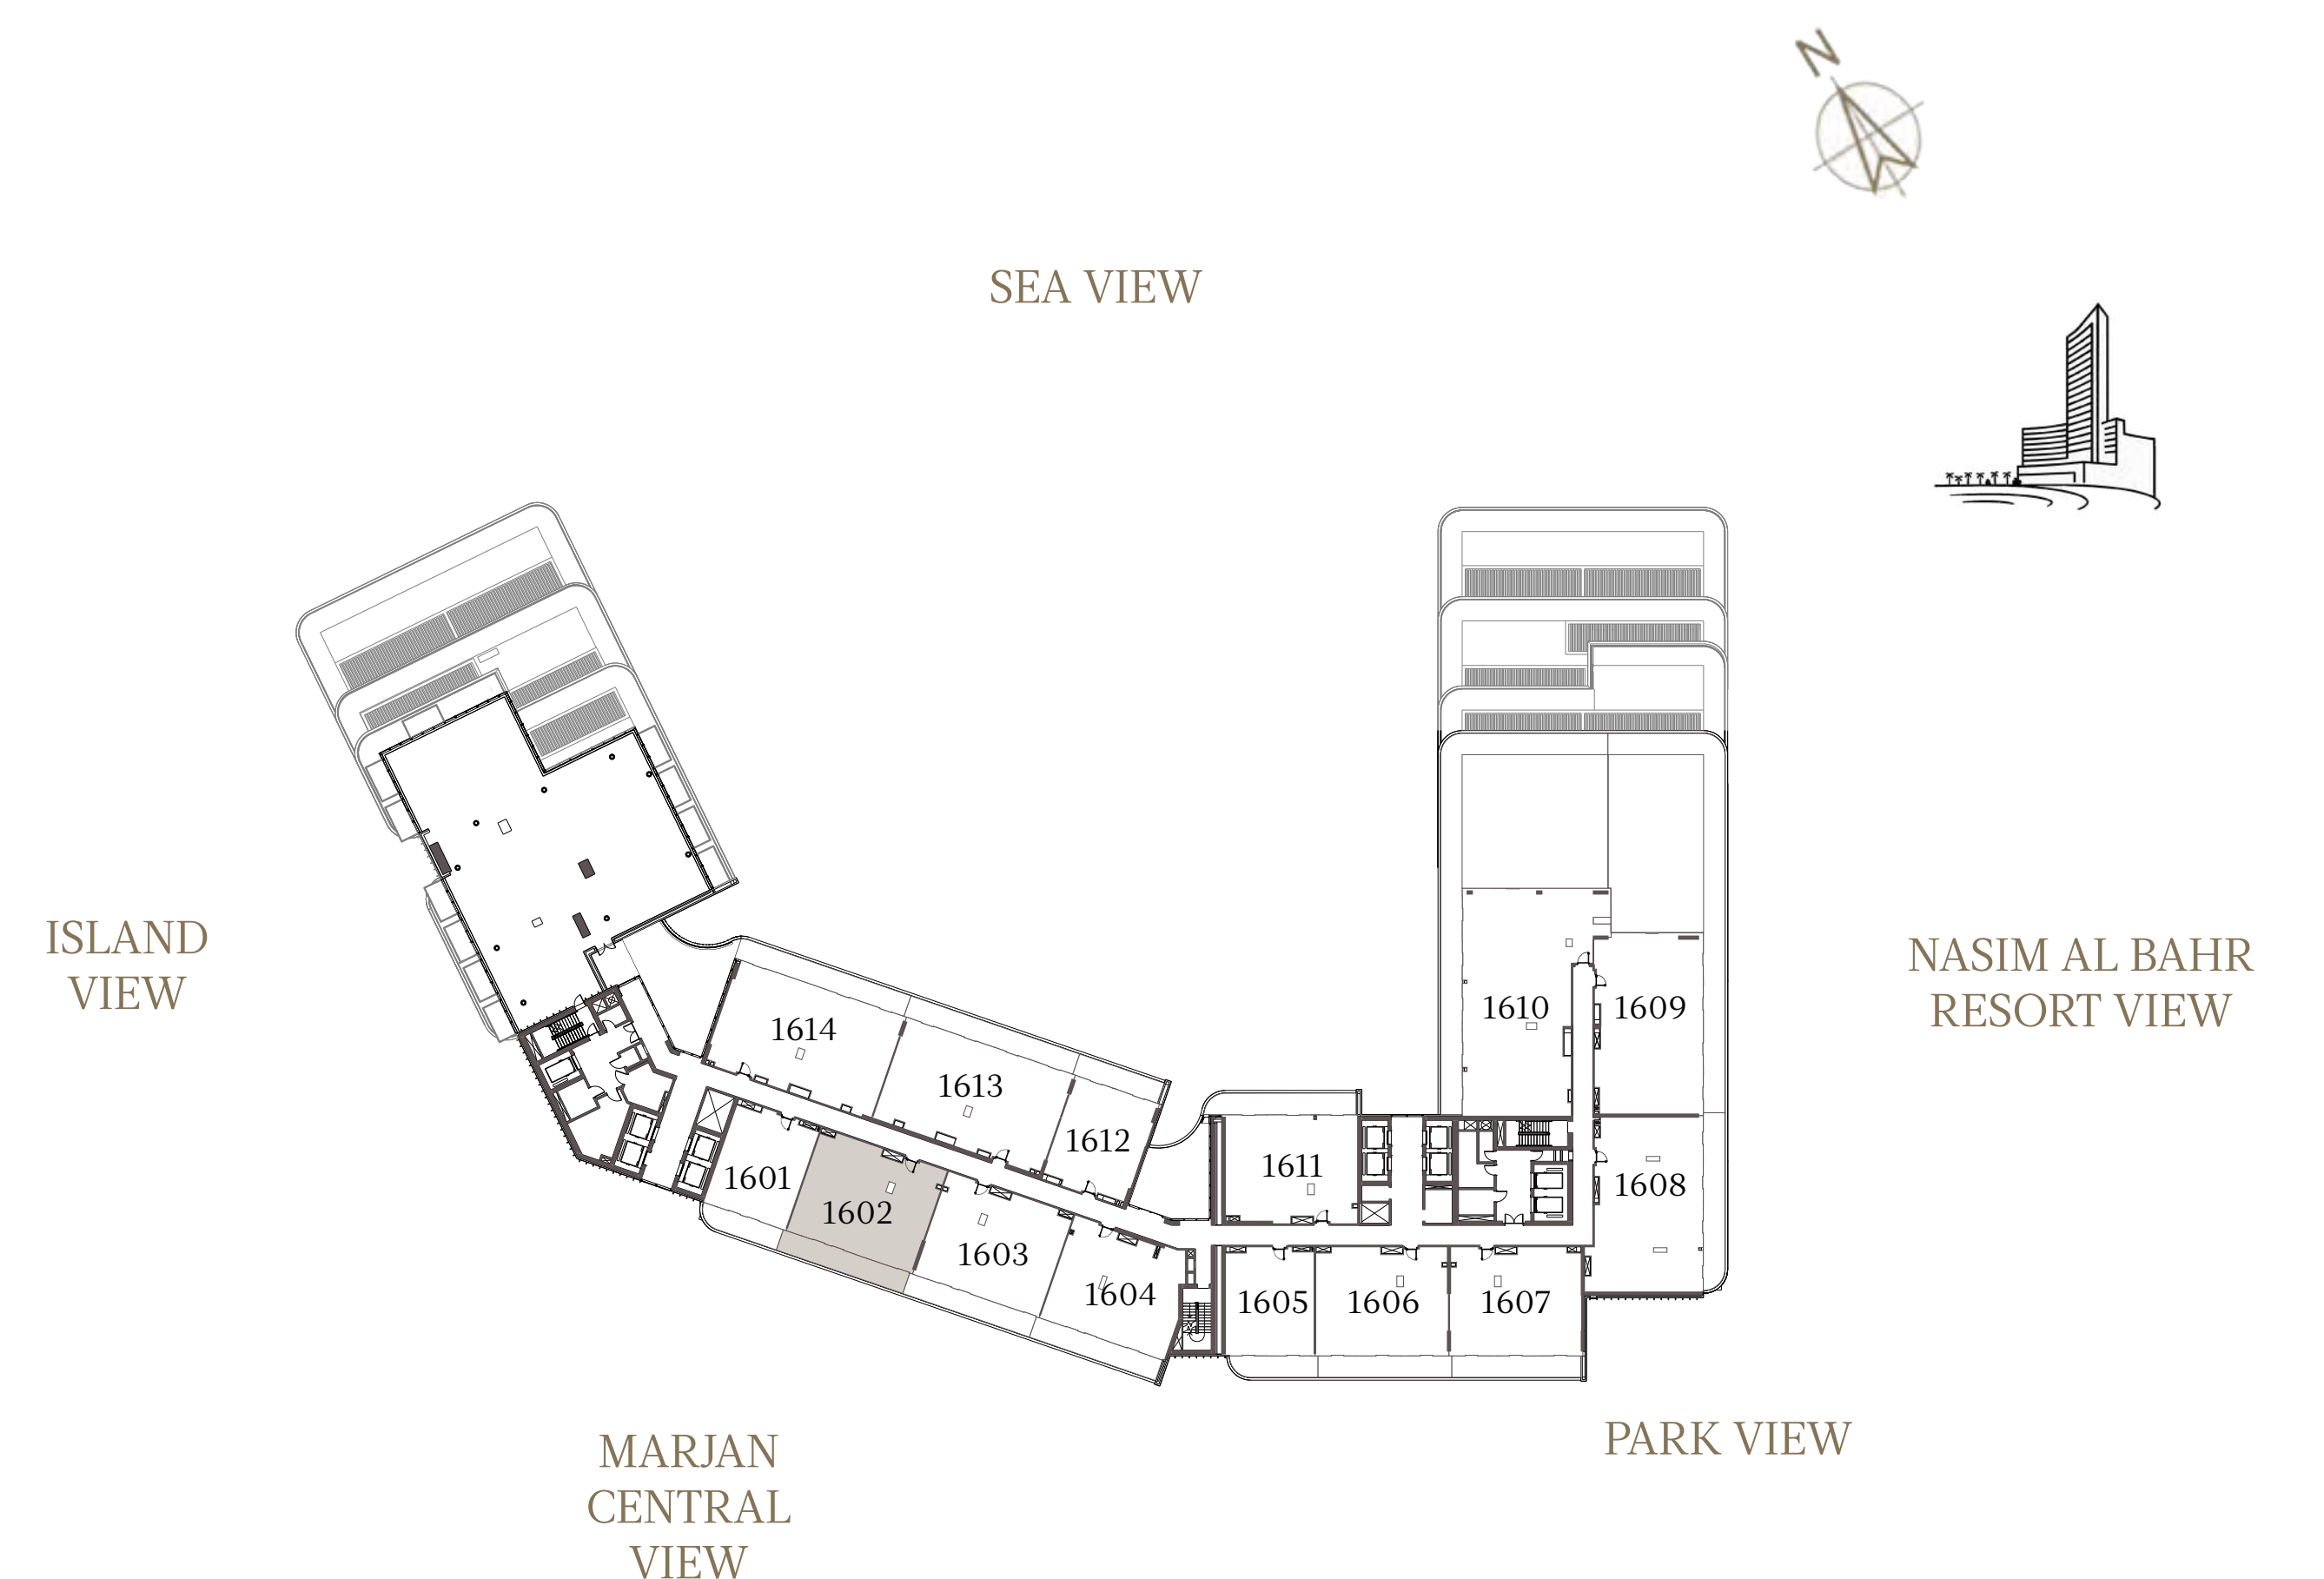 N
SEA VIEW
ISLAND
VIEW
NASIM AL BAHR
RESORT VIEW
1610
1609
1614
1613
1612
1611
1601
1608
1602
1603
1604
1605
1606
1607
PARK VIEW
MARJAN
CENTRAL
VIEW